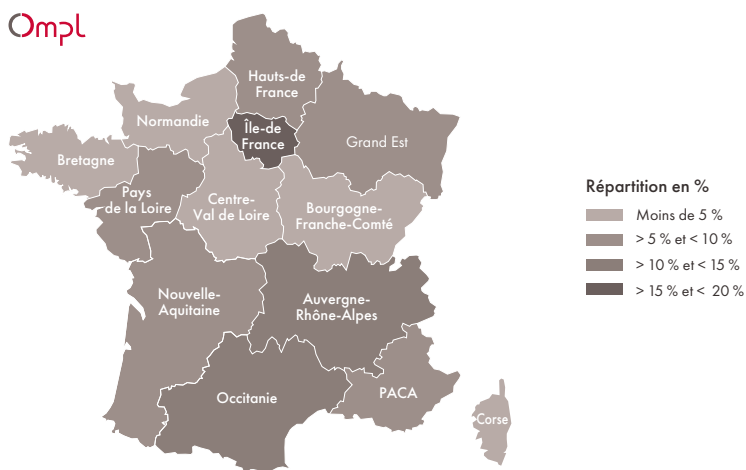 Ompl
Hauts-de
France
Normandie
Île-de
France
Grand Est
Bretagne
Pays
de la Loire
Centre-
Val de Loire
Bourgogne-
Franche-Comté
Nouvelle-
Aquitaine
Auvergne-
Rhône-Alpes
Occitanie
PACA
Corse
Répartition en %
Moins de 5 %
> 5 % et < 10 %
> 10 % et < 15 %
> 15 % et < 20 %